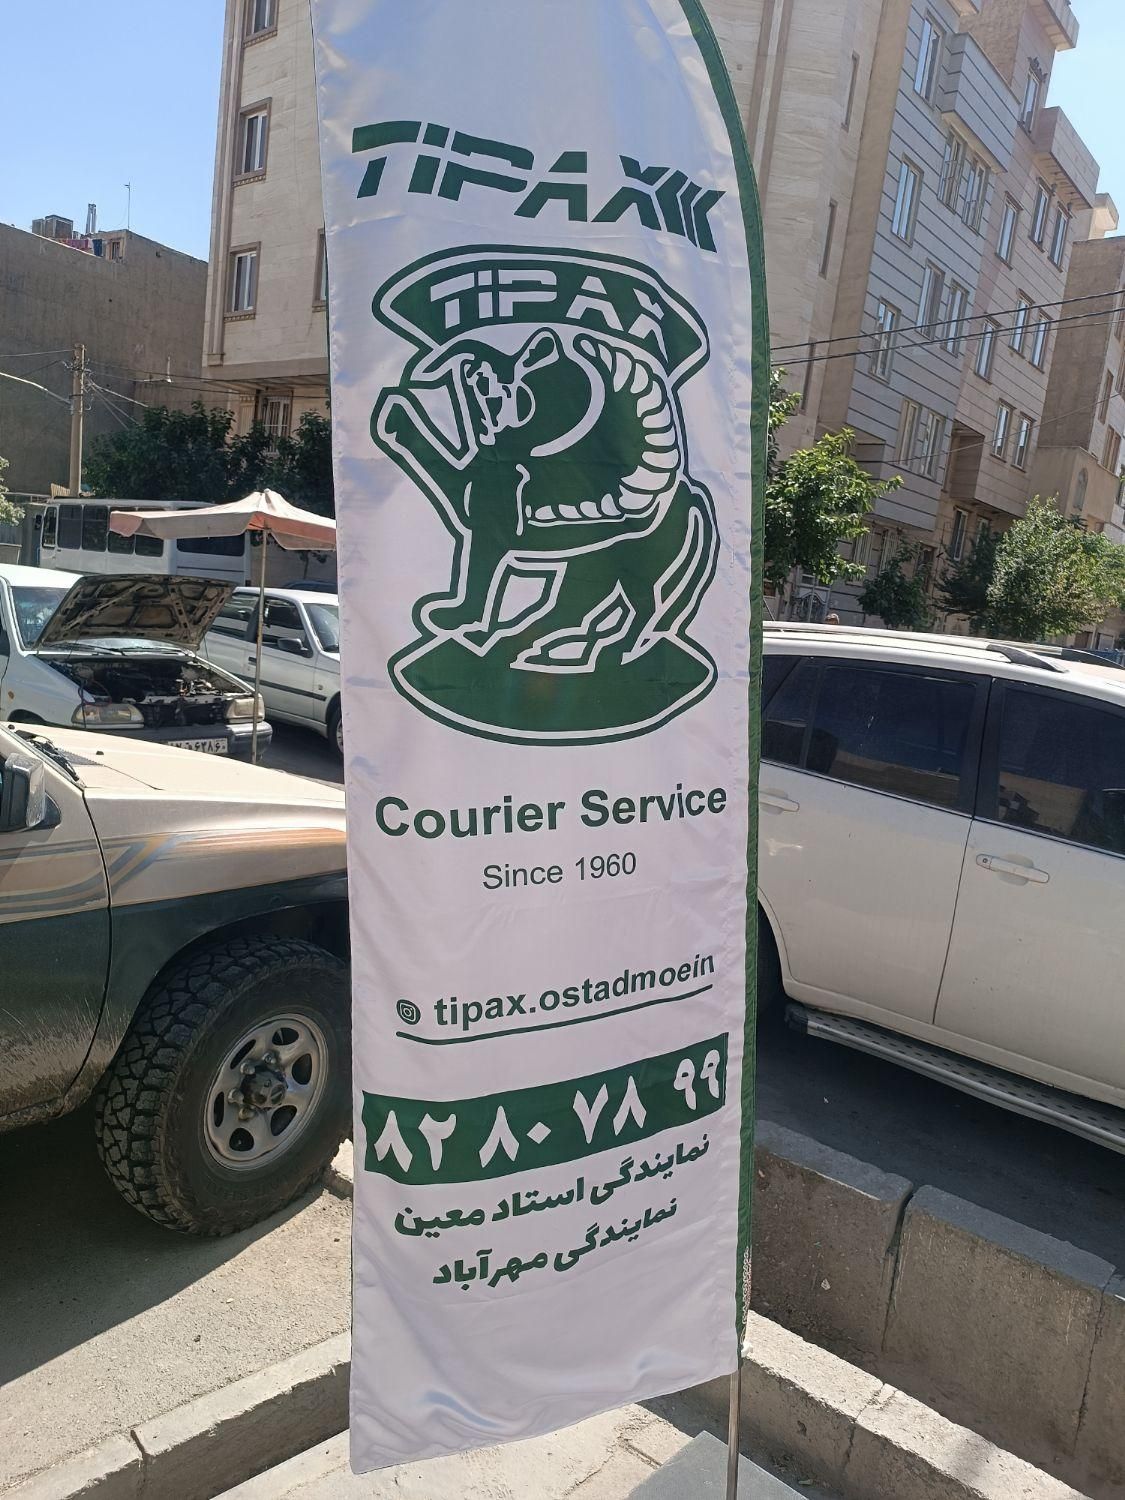 TIPAX
TIPAX
Courier Service
Since 1960
tipax.ostadmoein
۸۲ ۸۰ ۷۸ ۹۹
نمایندگی استاد معین
نمایندگی مهرآباد